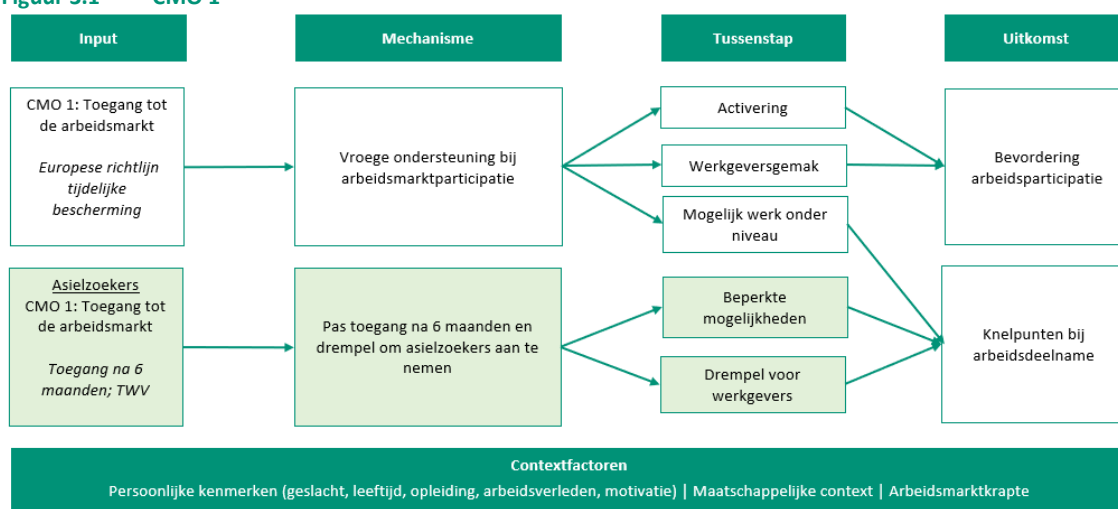 Figuur 3.1 CMO 1
Input
Mechanisme
Tussenstap
Uitkomst
CMO 1: Toegang tot
de arbeidsmarkt
Europese richtlijn
tijdelijke
bescherming
Vroege ondersteuning bij
arbeidsmarktparticipatie
Activering
Werkgeversgemak
Mogelijk werk onder
niveau
Bevordering
arbeidsparticipatie
Asielzoekers
CMO 1: Toegang tot
de arbeidsmarkt
Toegang na 6
maanden; TWV
Pas toegang na 6 maanden en
drempel om asielzoekers aan te
nemen
Beperkte
mogelijkheden
Drempel voor
werkgevers
Knelpunten bij
arbeidsdeelname
Contextfactoren
Persoonlijke kenmerken (geslacht, leeftijd, opleiding, arbeidsverleden, motivatie) | Maatschappelijke context | Arbeidsmarktkrapte